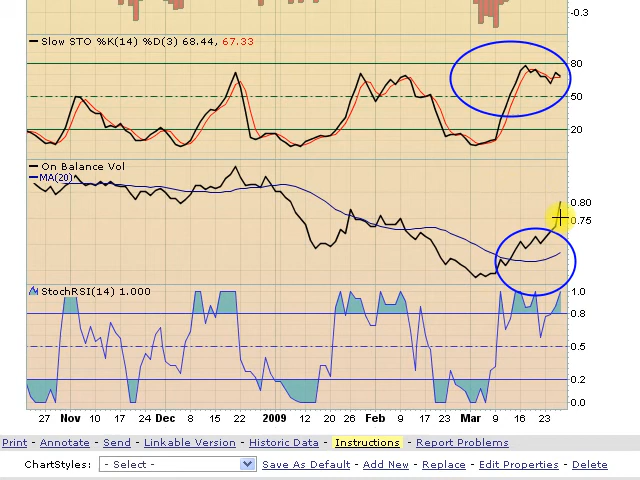 -0.3
Slow STO %K(14) %D(3) 68.44, 67.33
80
50
20
On Balance Vol
MA(20)
0.80
0.75
StochRSI(14) 1.000
1.0
0.8
0.5
0.2
0.0
27 Nov 10 17 24 Dec 8 15 22 2009 12 20 26 Feb 9 17 23 Mar 9 16 23
Print - Annotate - Send - Linkable Version - Historic Data - Instructions - Report Problems
ChartStyles: - Select - Save As Default - Add New - Replace - Edit Properties - Delete